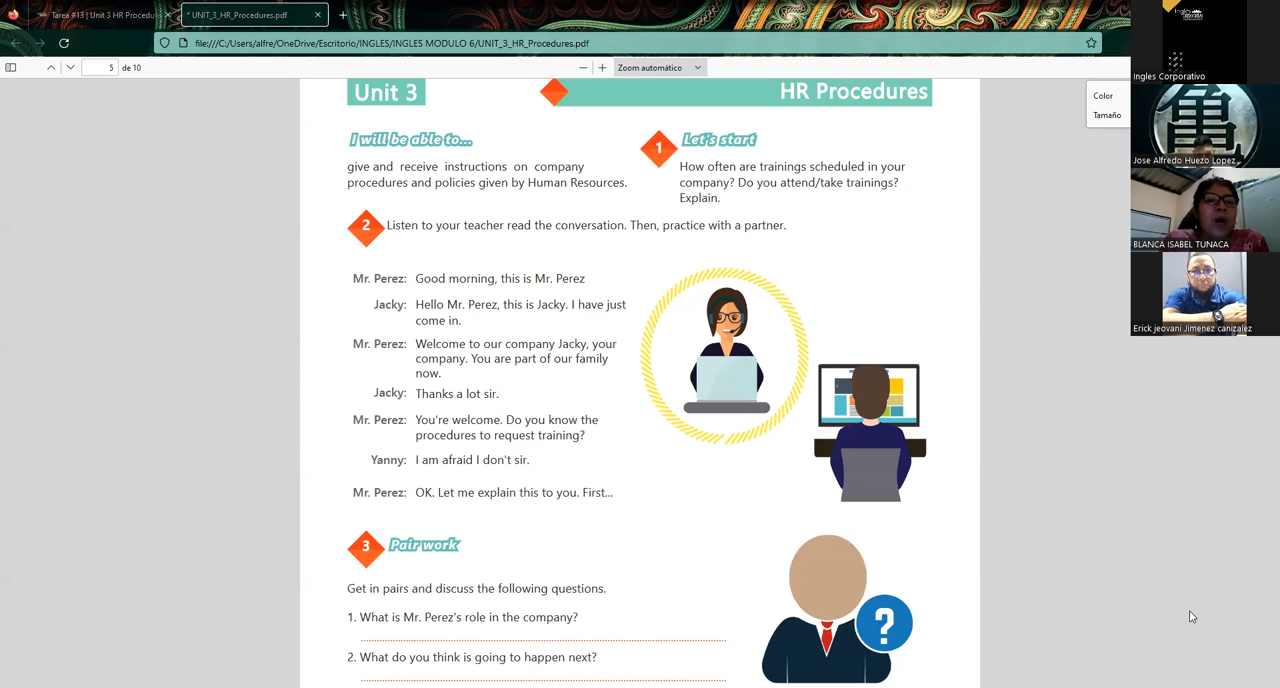 Tarea #13 | Unit 3 HR Procedur
* UNIT_3_HR_Procedures.pdf
file:///C:/Users/alfre/OneDrive/Escritorio/INGLES/INGLES MODULO 6/UNIT_3_HR_Procedures.pdf
5 de 10
Zoom automático
Color
Tamaño
Ingles Corporativo
Jose Alfredo Huezo Lopez
BLANCA ISABEL TUNACA
Erick jeovani Jimenez canizalez
Unit 3
HR Procedures
I will be able to...
give and receive instructions on company
procedures and policies given by Human Resources.
1 Let's start
How often are trainings scheduled in your
company? Do you attend/take trainings?
Explain.
2 Listen to your teacher read the conversation. Then, practice with a partner.
Mr. Perez: Good morning, this is Mr. Perez
Jacky: Hello Mr. Perez, this is Jacky. I have just
come in.
Mr. Perez: Welcome to our company Jacky, your
company. You are part of our family
now.
Jacky: Thanks a lot sir.
Mr. Perez: You're welcome. Do you know the
procedures to request training?
Yanny: I am afraid I don't sir.
Mr. Perez: OK. Let me explain this to you. First...
3 Pair work
Get in pairs and discuss the following questions.
1. What is Mr. Perez's role in the company?
2. What do you think is going to happen next?
?
亀